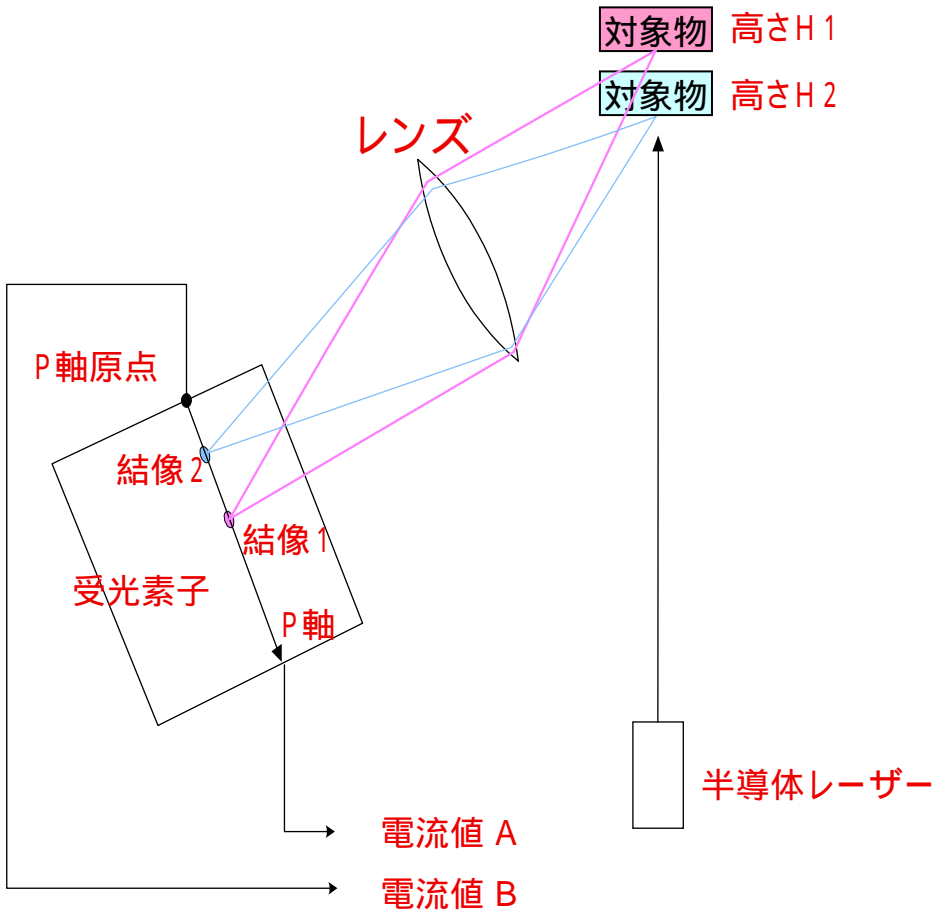 対象物 高さH1
対象物 高さH2
レンズ
P軸原点
結像2
結像1
受光素子
P軸
半導体レーザー
電流値 A
電流値 B